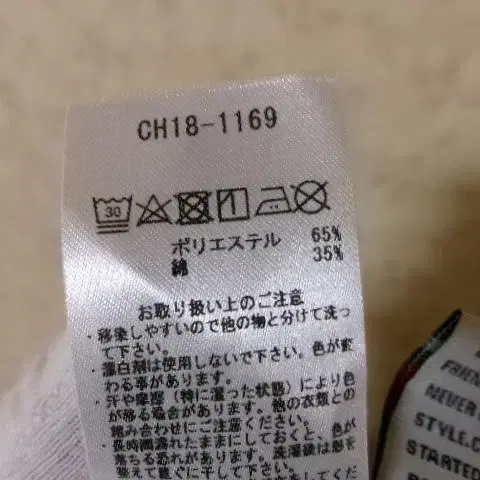 CH18-1169
30
ポリエステル 65%
綿 35%
お取り扱い上のご注意
・移染しやすいので他の物と分けて洗っ
て下さい。
・漂白剤は使用しないで下さい。色が変
わる事があります。
・汗や摩擦(特に湿った状態)により色
が移る場合があります。他の衣類との
組み合わせにご注意ください。
・長時間濡れたままにしておくと、色が
落ちる恐れがあります。洗濯後は形を
整えて直ぐに干して下さい。
FRIEN
NEVER
STYLE.C
STARTED